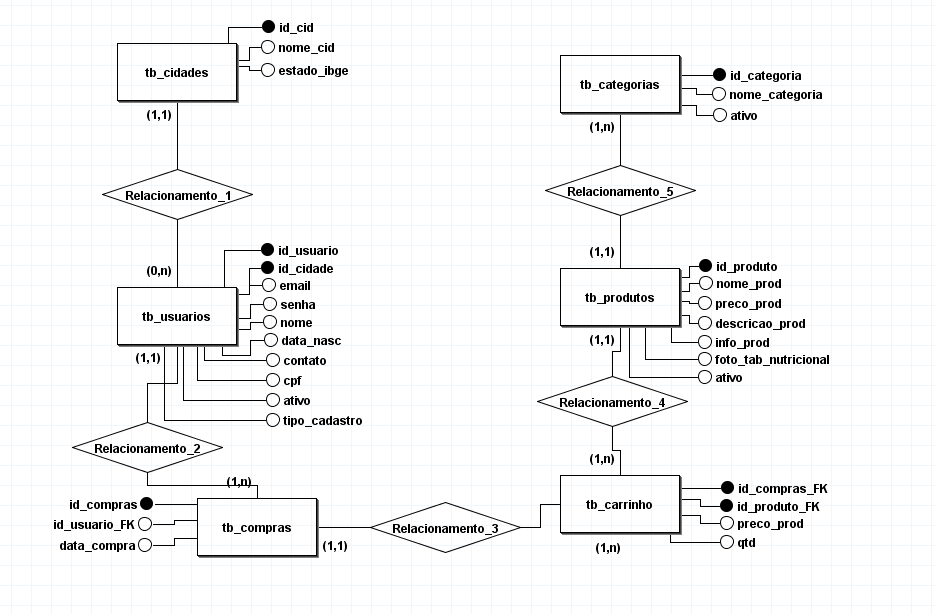 id_cid
nome_cid
estado_ibge
tb_cidades
(1,1)
Relacionamento_1
(0,n)
id_usuario
id_cidade
email
senha
nome
data_nasc
contato
cpf
ativo
tipo_cadastro
tb_usuarios
(1,1)
Relacionamento_2
(1,n)
id_compras
id_usuario_FK
data_compra
tb_compras
(1,1)
Relacionamento_3
tb_categorias
id_categoria
nome_categoria
ativo
(1,n)
Relacionamento_5
(1,1)
tb_produtos
id_produto
nome_prod
preco_prod
descricao_prod
info_prod
foto_tab_nutricional
ativo
(1,1)
Relacionamento_4
(1,n)
tb_carrinho
id_compras_FK
id_produto_FK
preco_prod
qtd
(1,n)